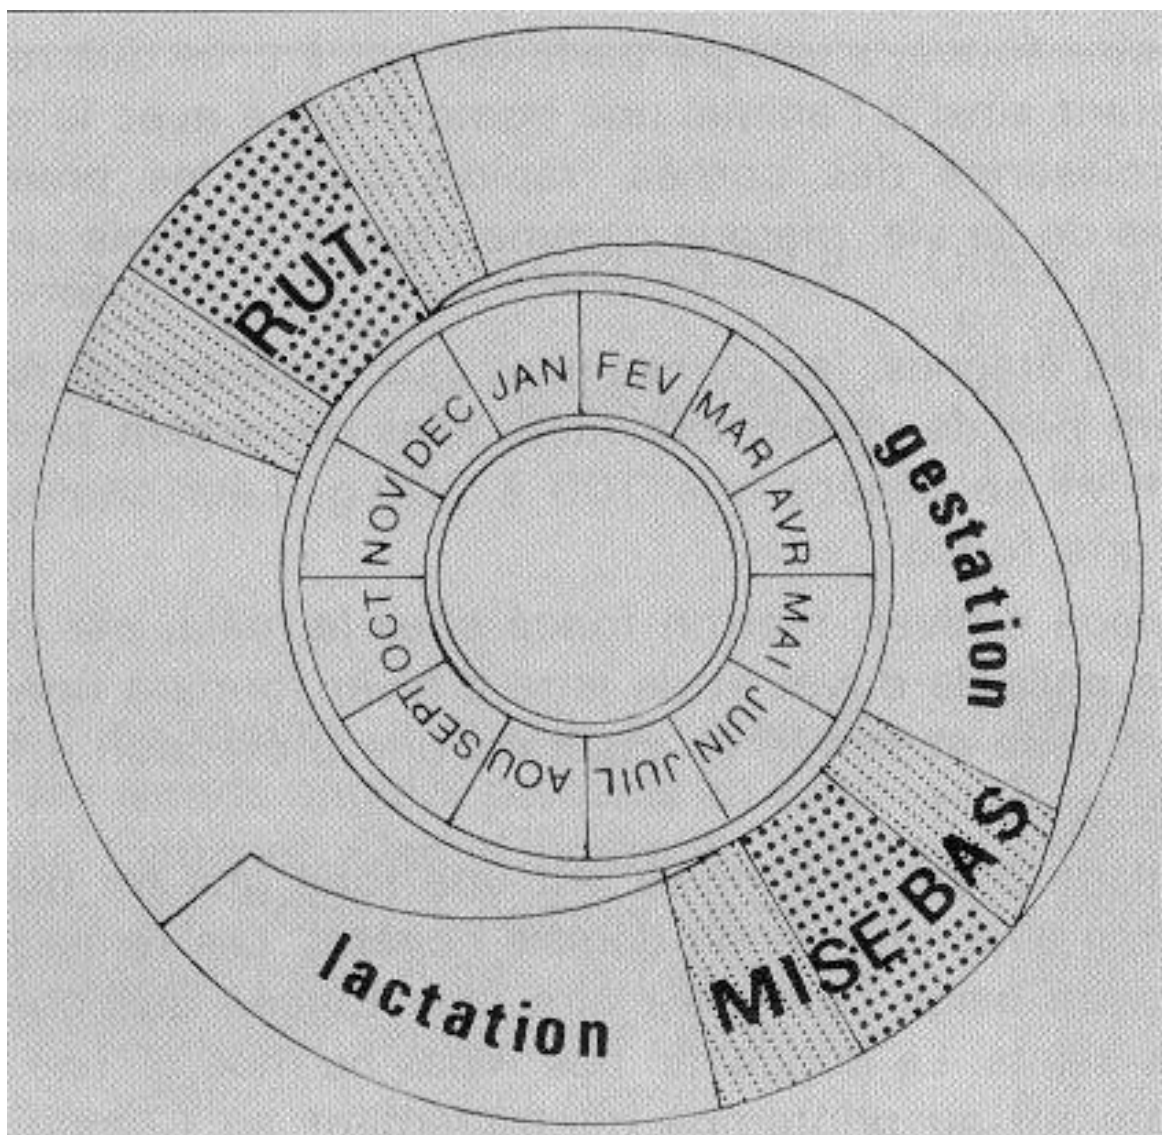 RUT
JAN
FEV
MAR
AVR
MAI
JUIN
JUIL
AOU
SEPT
OCT
NOV
DEC
gestation
MISE-BAS
lactation